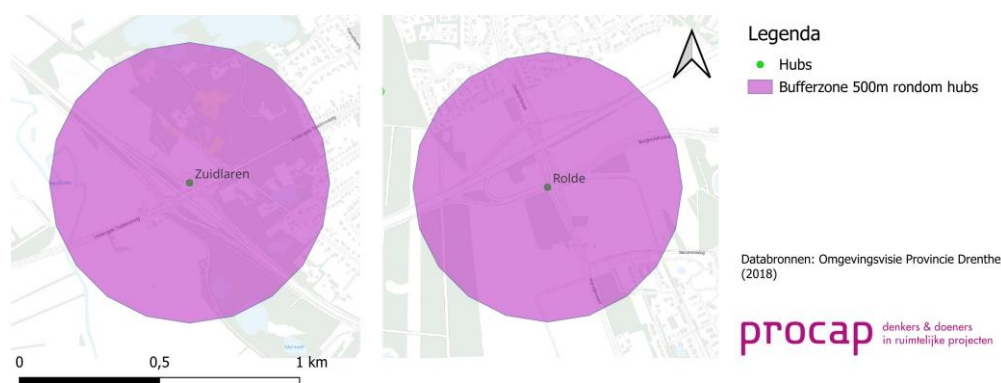 Zuidlaren
Rolde
0 0,5 1 km
Legenda
Hubs
Bufferzone 500m rondom hubs
Databronnen: Omgevingsvisie Provincie Drenthe
(2018)
procap
denkers & doeners
in ruimtelijke projecten